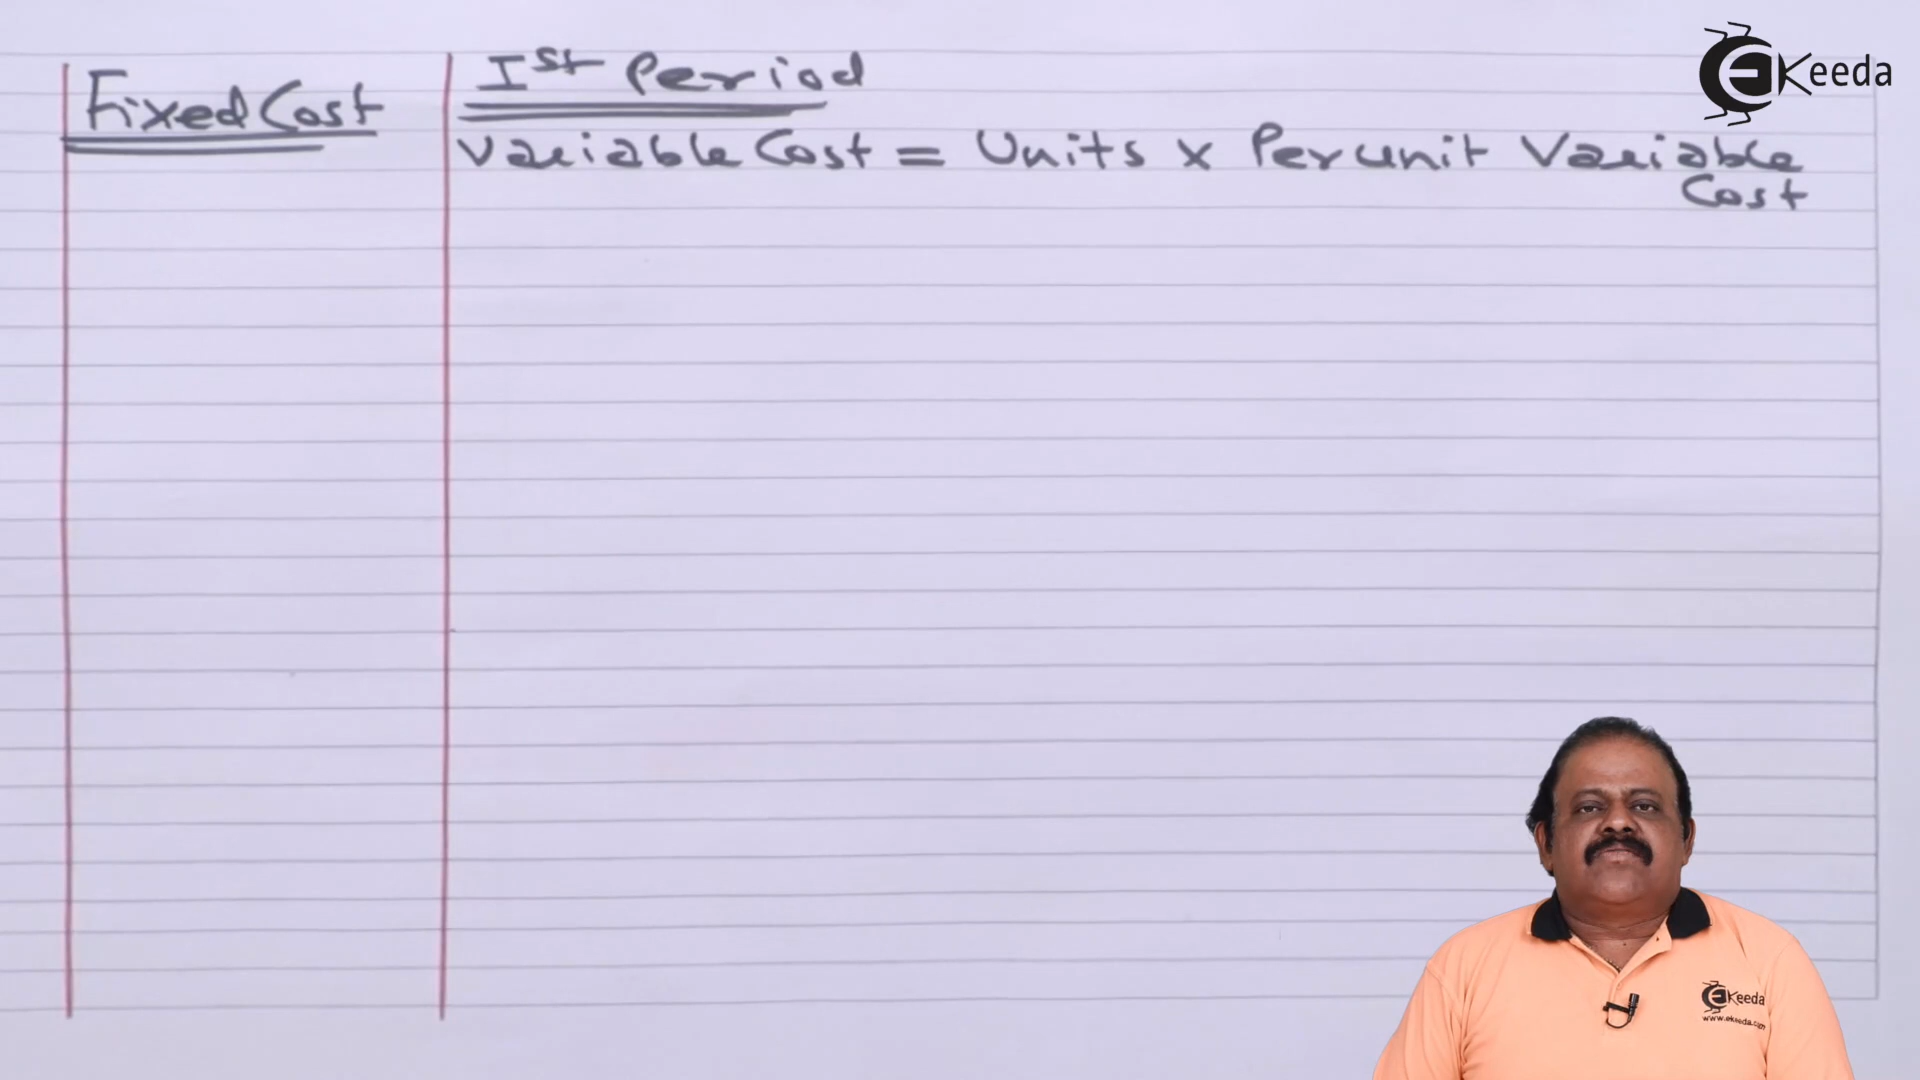 Fixed Cost
Ist Period
Variable Cost = Units x Per unit Variable
Cost
EKeeda
EKeeda
www.ekeeda.com